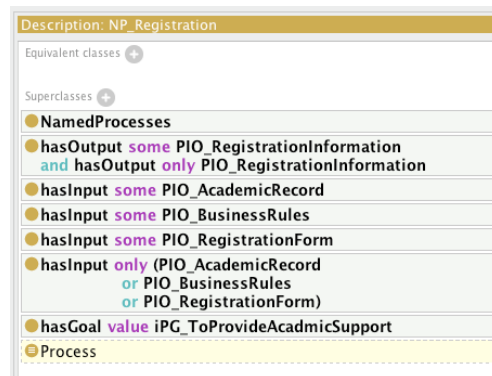 Description: NP_Registration
Equivalent classes
Superclasses
NamedProcesses
hasOutput some PIO_RegistrationInformation
and hasOutput only PIO_RegistrationInformation
hasInput some PIO_AcademicRecord
hasInput some PIO_BusinessRules
hasInput some PIO_RegistrationForm
hasInput only (PIO_AcademicRecord
or PIO_BusinessRules
or PIO_RegistrationForm)
hasGoal value iPG_ToProvideAcadmicSupport
Process